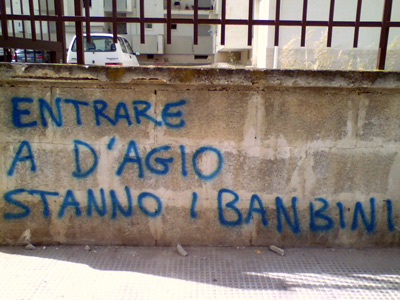 ENTRARE
A D'AGIO
STANNO I BANBINI